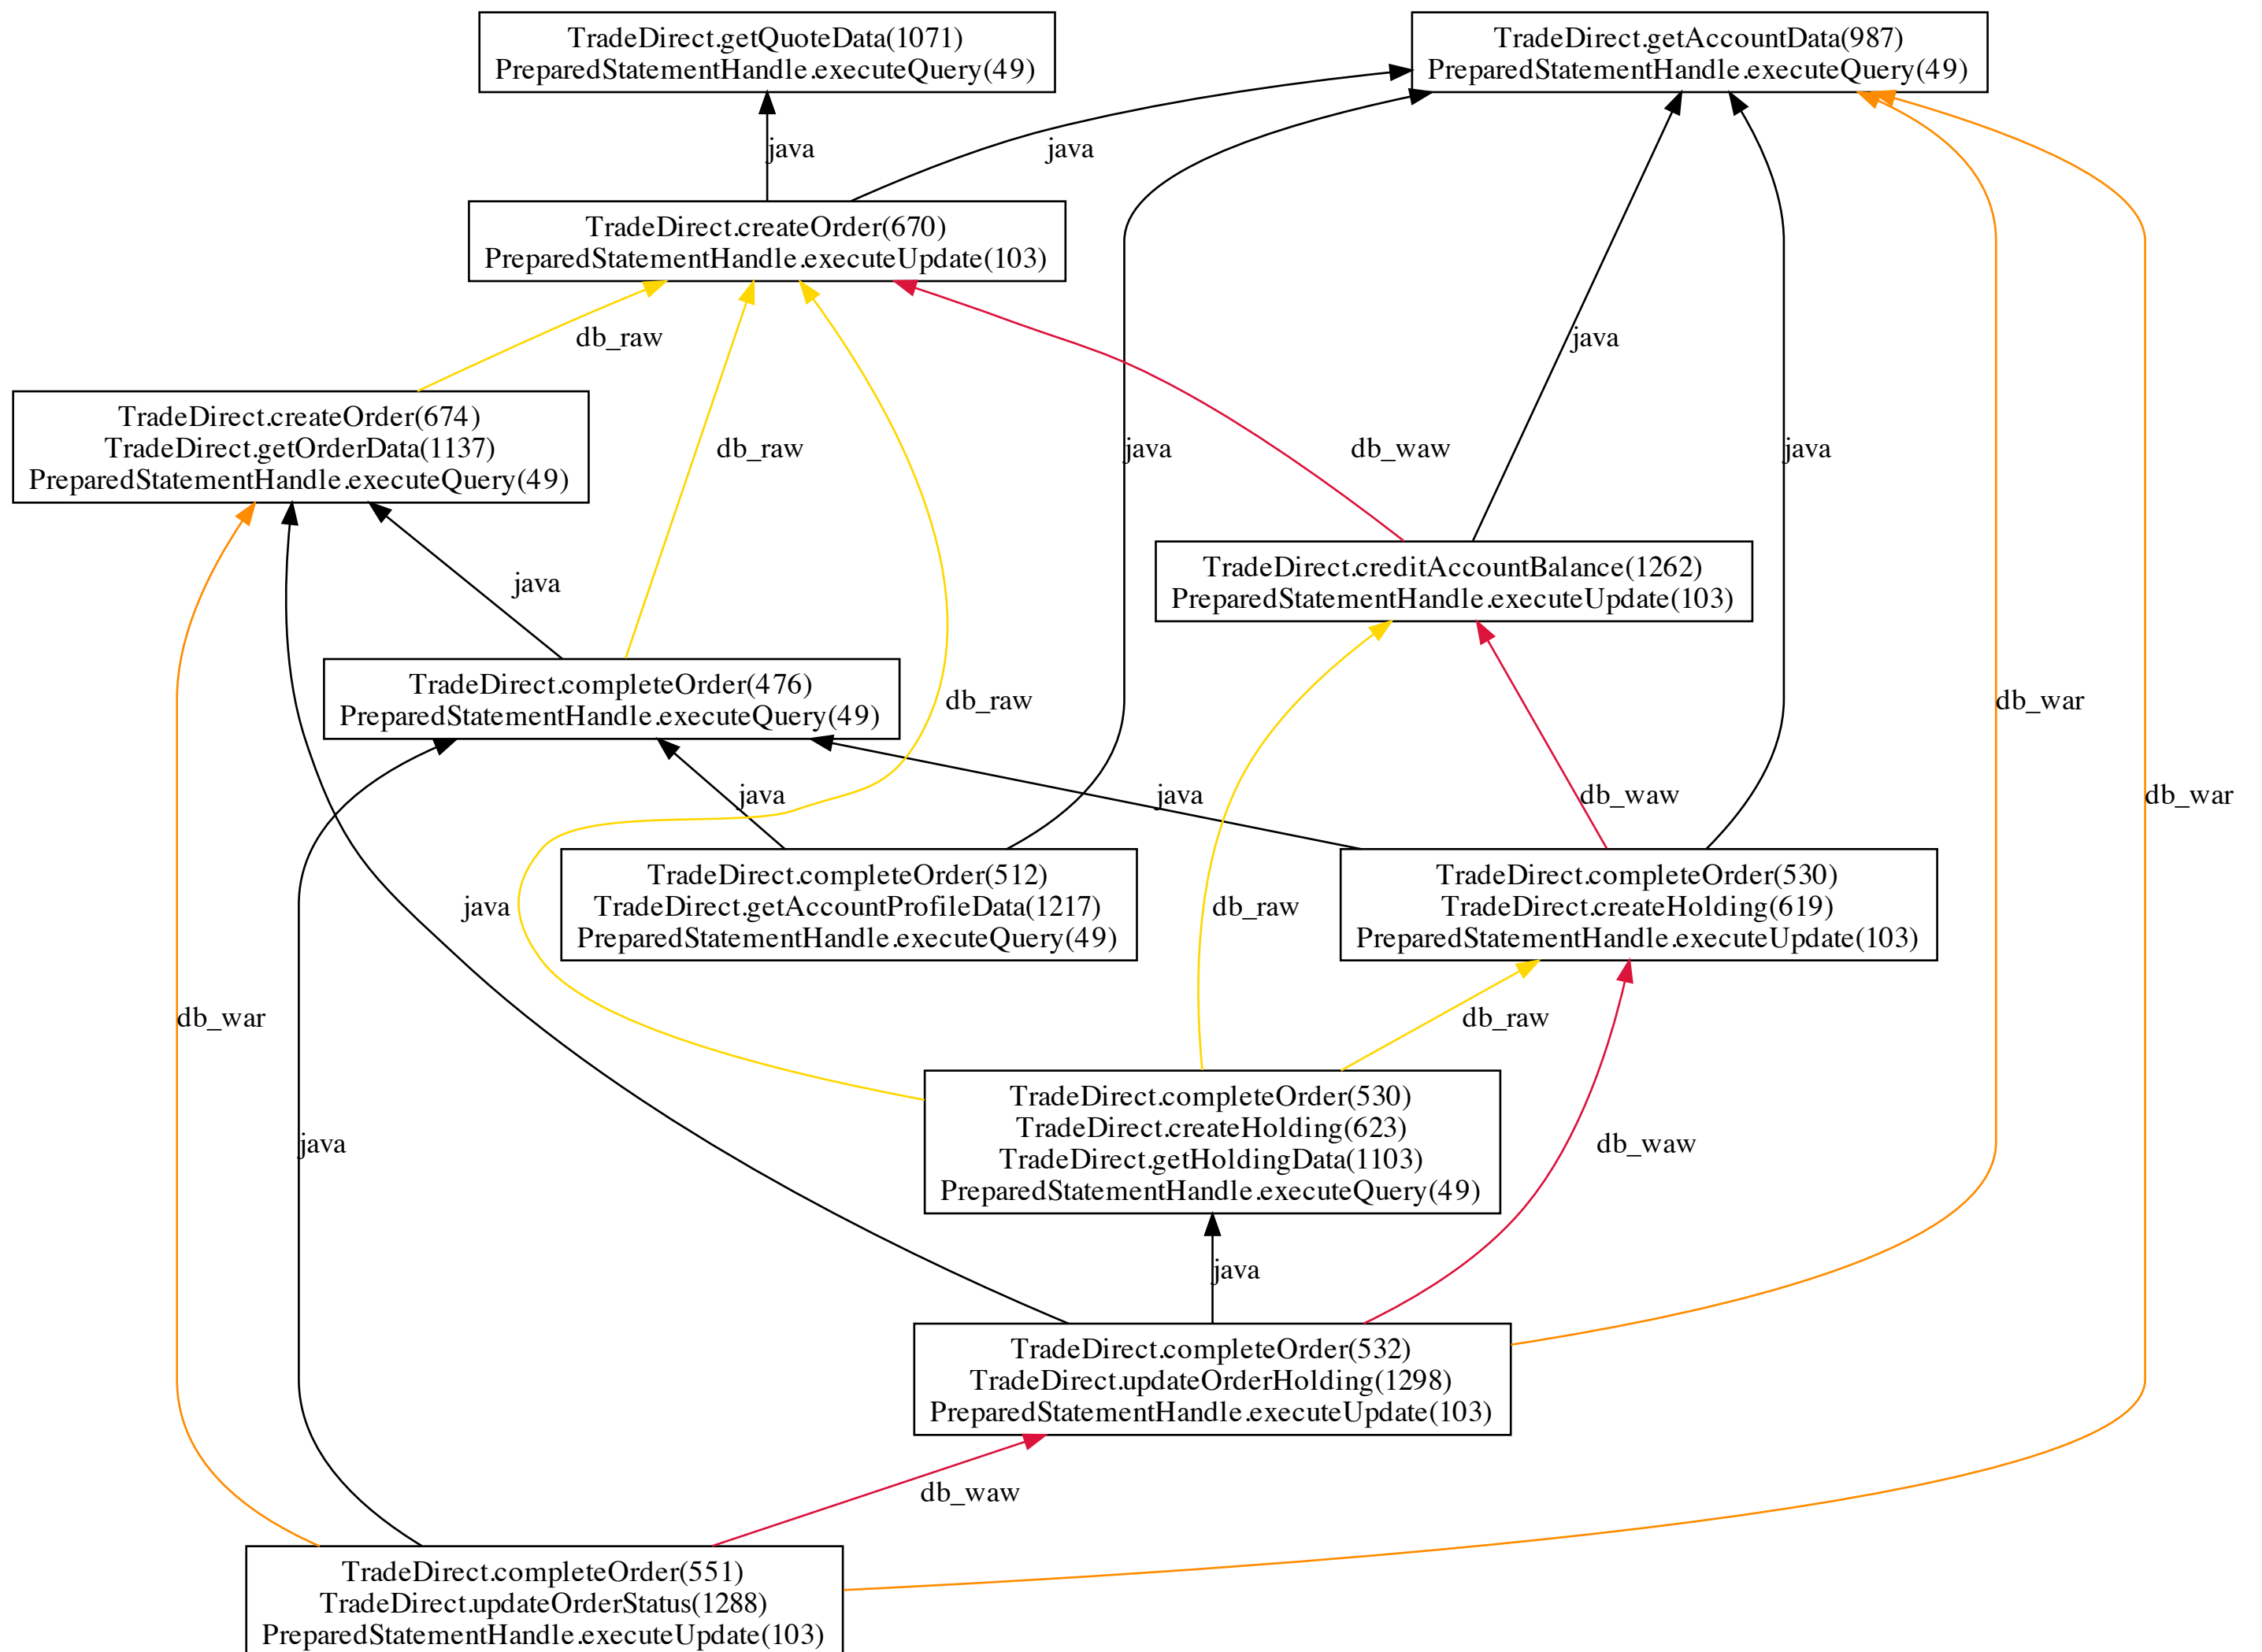 TradeDirect.getQuoteData(1071)
PreparedStatementHandle.executeQuery(49)
TradeDirect.getAccountData(987)
PreparedStatementHandle.executeQuery(49)
java
java
TradeDirect.createOrder(670)
PreparedStatementHandle.executeUpdate(103)
db_raw
java
TradeDirect.createOrder(674)
TradeDirect.getOrderData(1137)
PreparedStatementHandle.executeQuery(49)
db_raw
java
db_waw
java
java
TradeDirect.creditAccountBalance(1262)
PreparedStatementHandle.executeUpdate(103)
TradeDirect.completeOrder(476)
PreparedStatementHandle.executeQuery(49)
db_raw
db_war
java
java
db_waw
db_war
java
TradeDirect.completeOrder(512)
TradeDirect.getAccountProfileData(1217)
PreparedStatementHandle.executeQuery(49)
db_raw
TradeDirect.completeOrder(530)
TradeDirect.createHolding(619)
PreparedStatementHandle.executeUpdate(103)
db_war
db_raw
java
TradeDirect.completeOrder(530)
TradeDirect.createHolding(623)
TradeDirect.getHoldingData(1103)
PreparedStatementHandle.executeQuery(49)
db_waw
java
TradeDirect.completeOrder(532)
TradeDirect.updateOrderHolding(1298)
PreparedStatementHandle.executeUpdate(103)
db_waw
TradeDirect.completeOrder(551)
TradeDirect.updateOrderStatus(1288)
PreparedStatementHandle.executeUpdate(103)